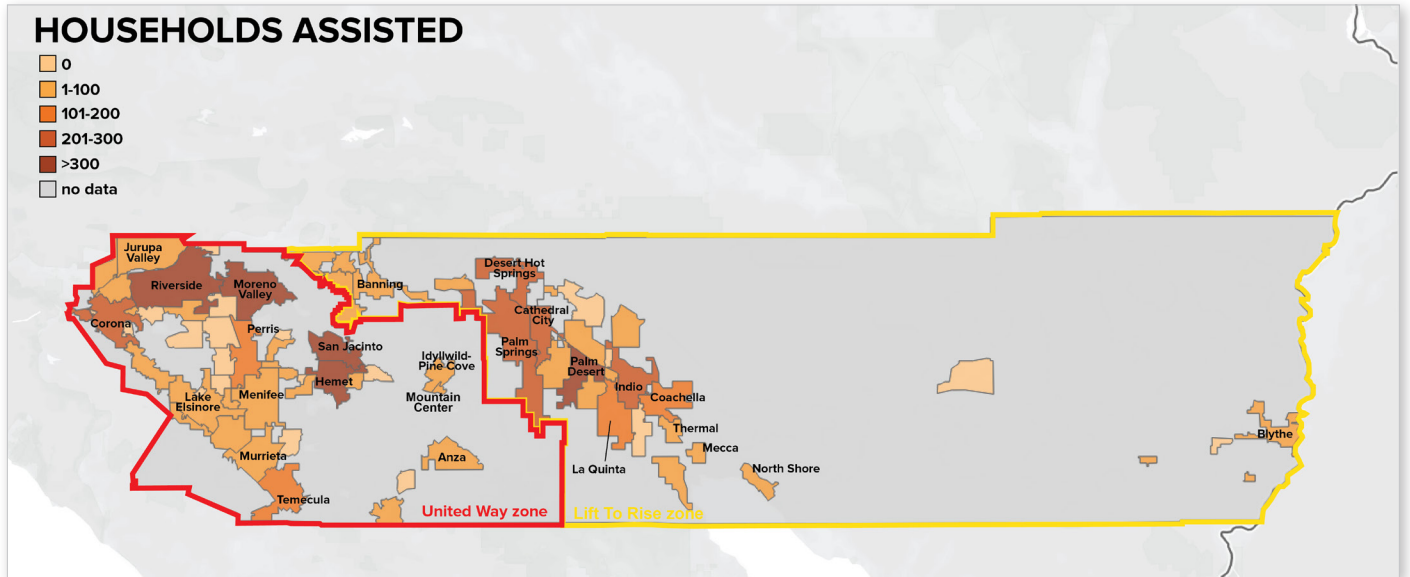 HOUSEHOLDS ASSISTED
0
1-100
101-200
201-300
>300
no data
Jurupa
Valley
Riverside
Moreno
Valley
Corona
Perris
San Jacinto
Hemet
Lake
Elsinore
Menifee
Murrieta
Temecula
Banning
Idyllwild-
Pine Cove
Mountain
Center
Anza
Desert Hot
Springs
Cathedral
City
Palm
Springs
Palm
Desert
Indio
Coachella
La Quinta
Thermal
Mecca
North Shore
Blythe
United Way zone
Lift To Rise zone